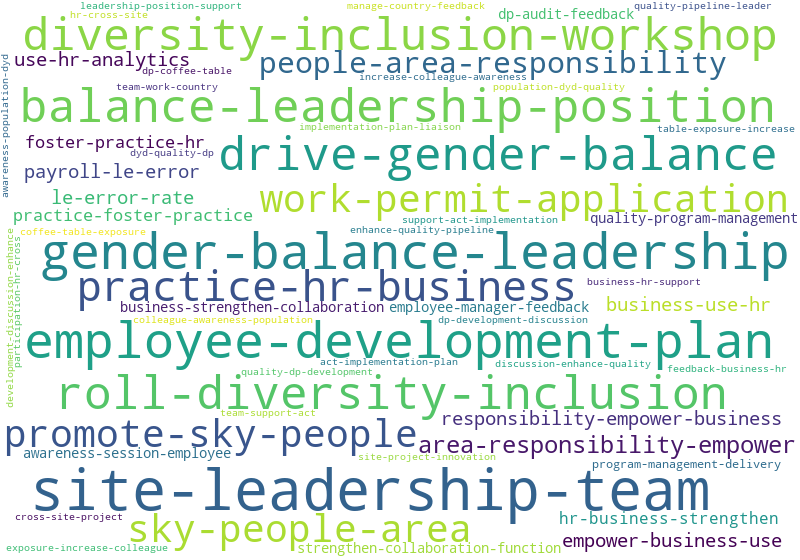 leadership-position-support
manage-country-feedback
quality-pipeline-leader
hr-cross-site
dp-audit-feedback
diversity-inclusion-workshop
use-hr-analytics
people-area-responsibility
dp-coffee-table
increase-colleague-awareness
awareness-population-dyd
team-work-country
population-dyd-quality
balance-leadership-position
implementation-plan-liaison
table-exposure-increase
foster-practice-hr
drive-gender-balance
dyd-quality-dp
payroll-le-error
le-error-rate
work-permit-application
practice-foster-practice
support-act-implementation
quality-program-management
coffee-table-exposure
enhance-quality-pipeline
gender-balance-leadership
development-discussion-enhance
participation-hr-cross
practice-hr-business
business-hr-support
business-strengthen-collaboration
employee-manager-feedback
business-use-hr
colleague-awareness-population
dp-development-discussion
employee-development-plan
act-implementation-plan
discussion-enhance-quality
quality-dp-development
feedback-business-hr
roll-diversity-inclusion
team-support-act
responsibility-empower-business
promote-sky-people
area-responsibility-empower
awareness-session-employee
site-project-innovation
program-management-delivery
site-leadership-team
cross-site-project
sky-people-area
hr-business-strengthen
exposure-increase-colleague
strengthen-collaboration-function
empower-business-use